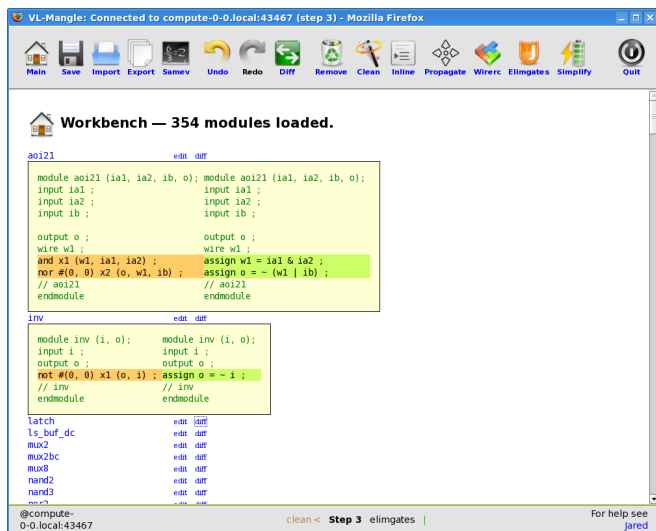 VL-Mangle: Connected to compute-0-0.local:43467 (step 3) - Mozilla Firefox
Main Save Import Export Samev Undo Redo Diff Remove Clean Inline Propagate Wirerc Elimgates Simplify Quit
Workbench — 354 modules loaded.
aoi21 edit diff
module aoi21 (ia1, ia2, ib, o); module aoi21 (ia1, ia2, ib, o);
input ia1 ; input ia1 ;
input ia2 ; input ia2 ;
input ib ; input ib ;
output o ; output o ;
wire w1 ; wire w1 ;
and x1 (w1, ia1, ia2) ; assign w1 = ia1 & ia2 ;
nor #(0, 0) x2 (o, w1, ib) ; assign o = ~ (w1 | ib) ;
// aoi21 // aoi21
endmodule endmodule
inv edit diff
module inv (i, o); module inv (i, o);
input i ; input i ;
output o ; output o ;
not #(0, 0) x1 (o, i) ; assign o = ~ i ;
// inv // inv
endmodule endmodule
latch edit diff
ls_buf_dc edit diff
mux2 edit diff
mux2bc edit diff
mux8 edit diff
nand2 edit diff
nand3 edit diff
nor2 edit diff
@compute-
0-0.local:43467
clean < Step 3 elimgates |
For help see
Jared